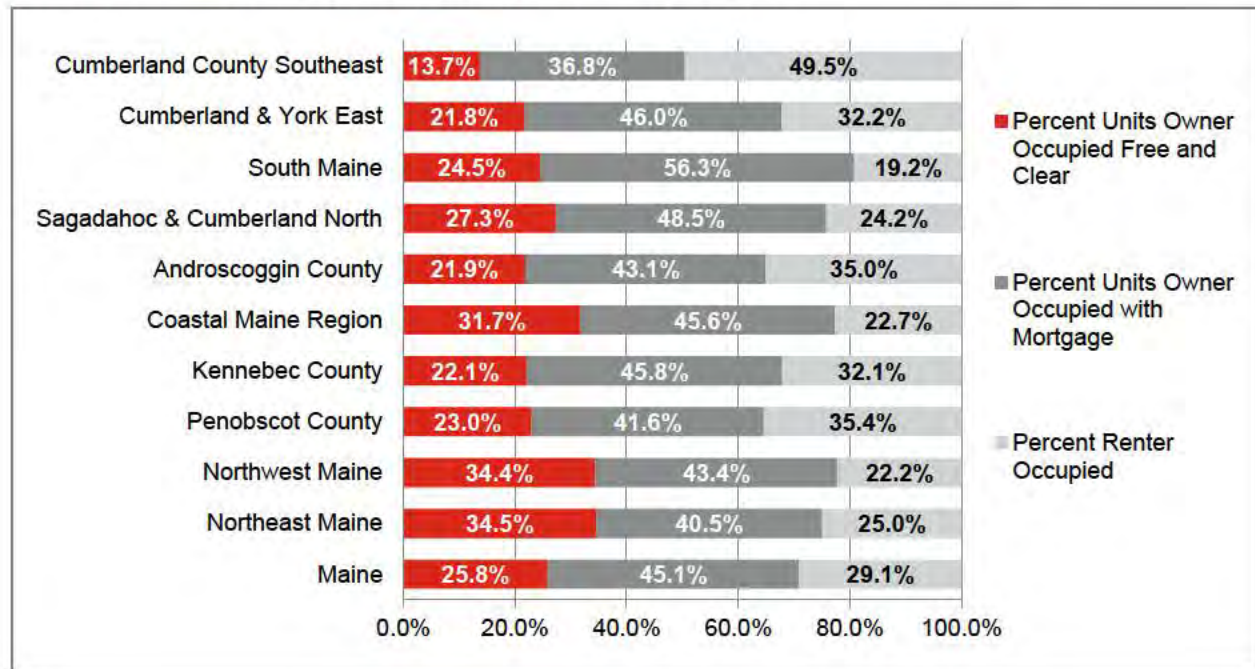 Cumberland County Southeast 13.7% 36.8% 49.5%
Cumberland & York East 21.8% 46.0% 32.2%
South Maine 24.5% 56.3% 19.2%
Sagadahoc & Cumberland North 27.3% 48.5% 24.2%
Androscoggin County 21.9% 43.1% 35.0%
Coastal Maine Region 31.7% 45.6% 22.7%
Kennebec County 22.1% 45.8% 32.1%
Penobscot County 23.0% 41.6% 35.4%
Northwest Maine 34.4% 43.4% 22.2%
Northeast Maine 34.5% 40.5% 25.0%
Maine 25.8% 45.1% 29.1%
0.0% 20.0% 40.0% 60.0% 80.0% 100.0%
Percent Units Owner
Occupied Free and
Clear
Percent Units Owner
Occupied with
Mortgage
Percent Renter
Occupied